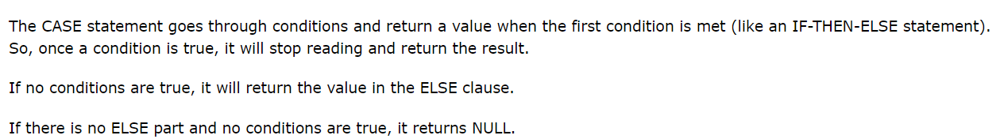 The CASE statement goes through conditions and return a value when the first condition is met (like an IF-THEN-ELSE statement).
So, once a condition is true, it will stop reading and return the result.
If no conditions are true, it will return the value in the ELSE clause.
If there is no ELSE part and no conditions are true, it returns NULL.